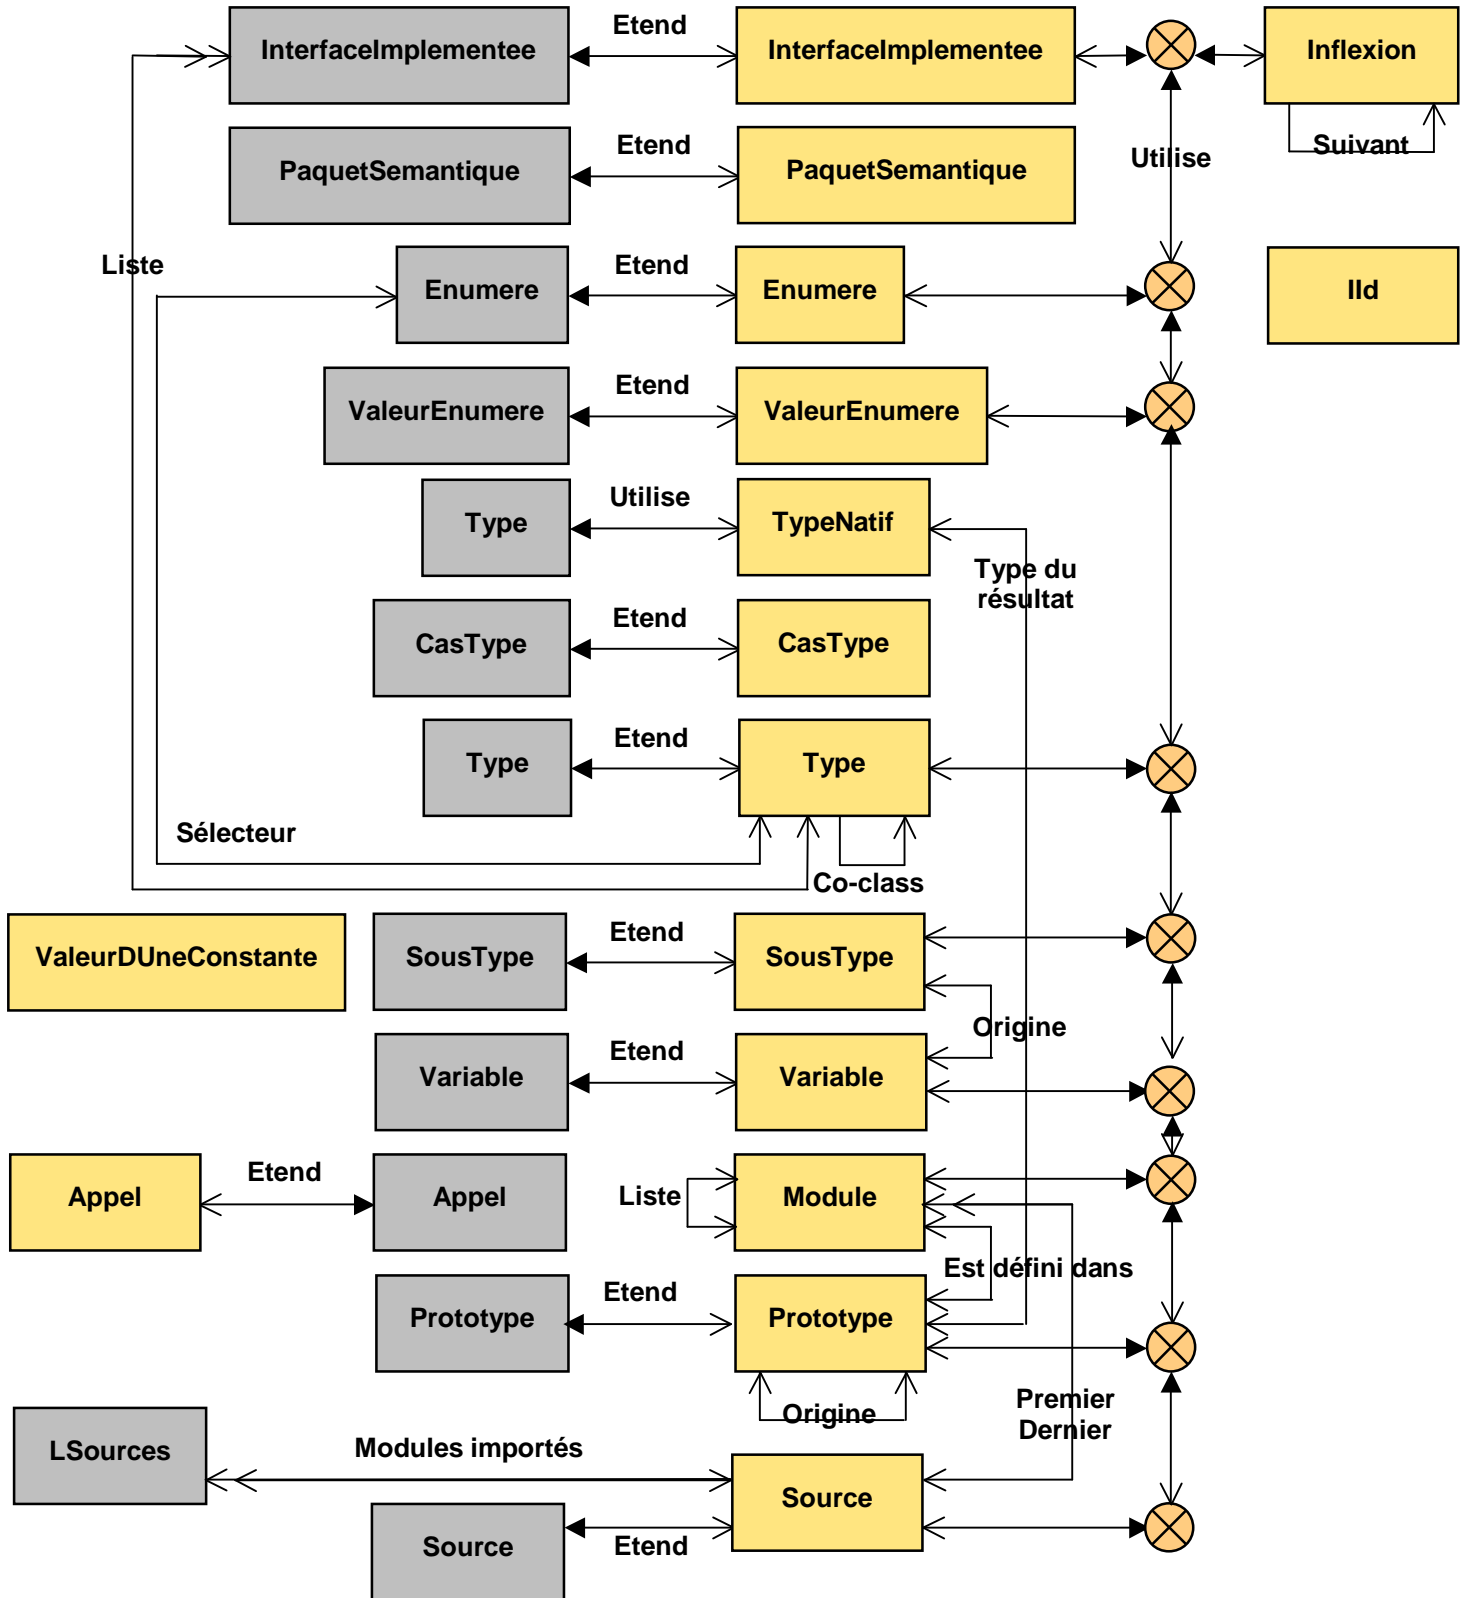 Etend
InterfaceImplementee
InterfaceImplementee
Inflexion
Etend
PaquetSemantique
PaquetSemantique
Utilise
Suivant
Liste
Etend
Enumere
Enumere
IId
Etend
ValeurEnumere
ValeurEnumere
Utilise
Type
TypeNatif
Type du
résultat
Etend
CasType
CasType
Etend
Type
Type
Sélecteur
Co-class
Etend
ValeurDUneConstante
SousType
SousType
Origine
Etend
Variable
Variable
Etend
Appel
Appel
Liste
Module
Est défini dans
Etend
Prototype
Prototype
Origine
Premier
Dernier
LSources
Modules importés
Source
Source
Etend